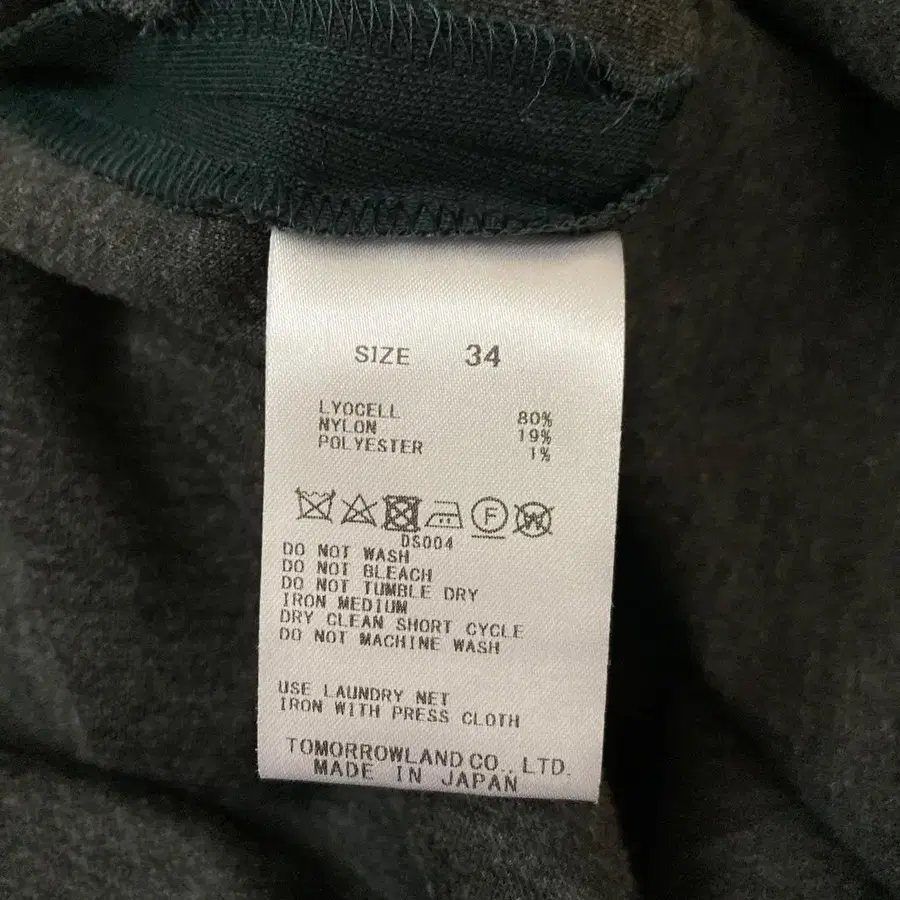 SIZE 34
LYOCELL 80%
NYLON 19%
POLYESTER 1%
F W
DS004
DO NOT WASH
DO NOT BLEACH
DO NOT TUMBLE DRY
IRON MEDIUM
DRY CLEAN SHORT CYCLE
DO NOT MACHINE WASH
USE LAUNDRY NET
IRON WITH PRESS CLOTH
TOMORROWLAND CO., LTD.
MADE IN JAPAN